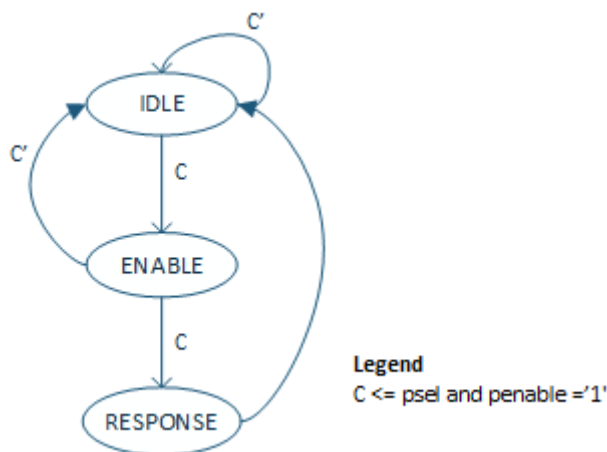 C'
IDLE
C'
C
ENABLE
C
RESPONSE
Legend
C <= psel and penable ='1'